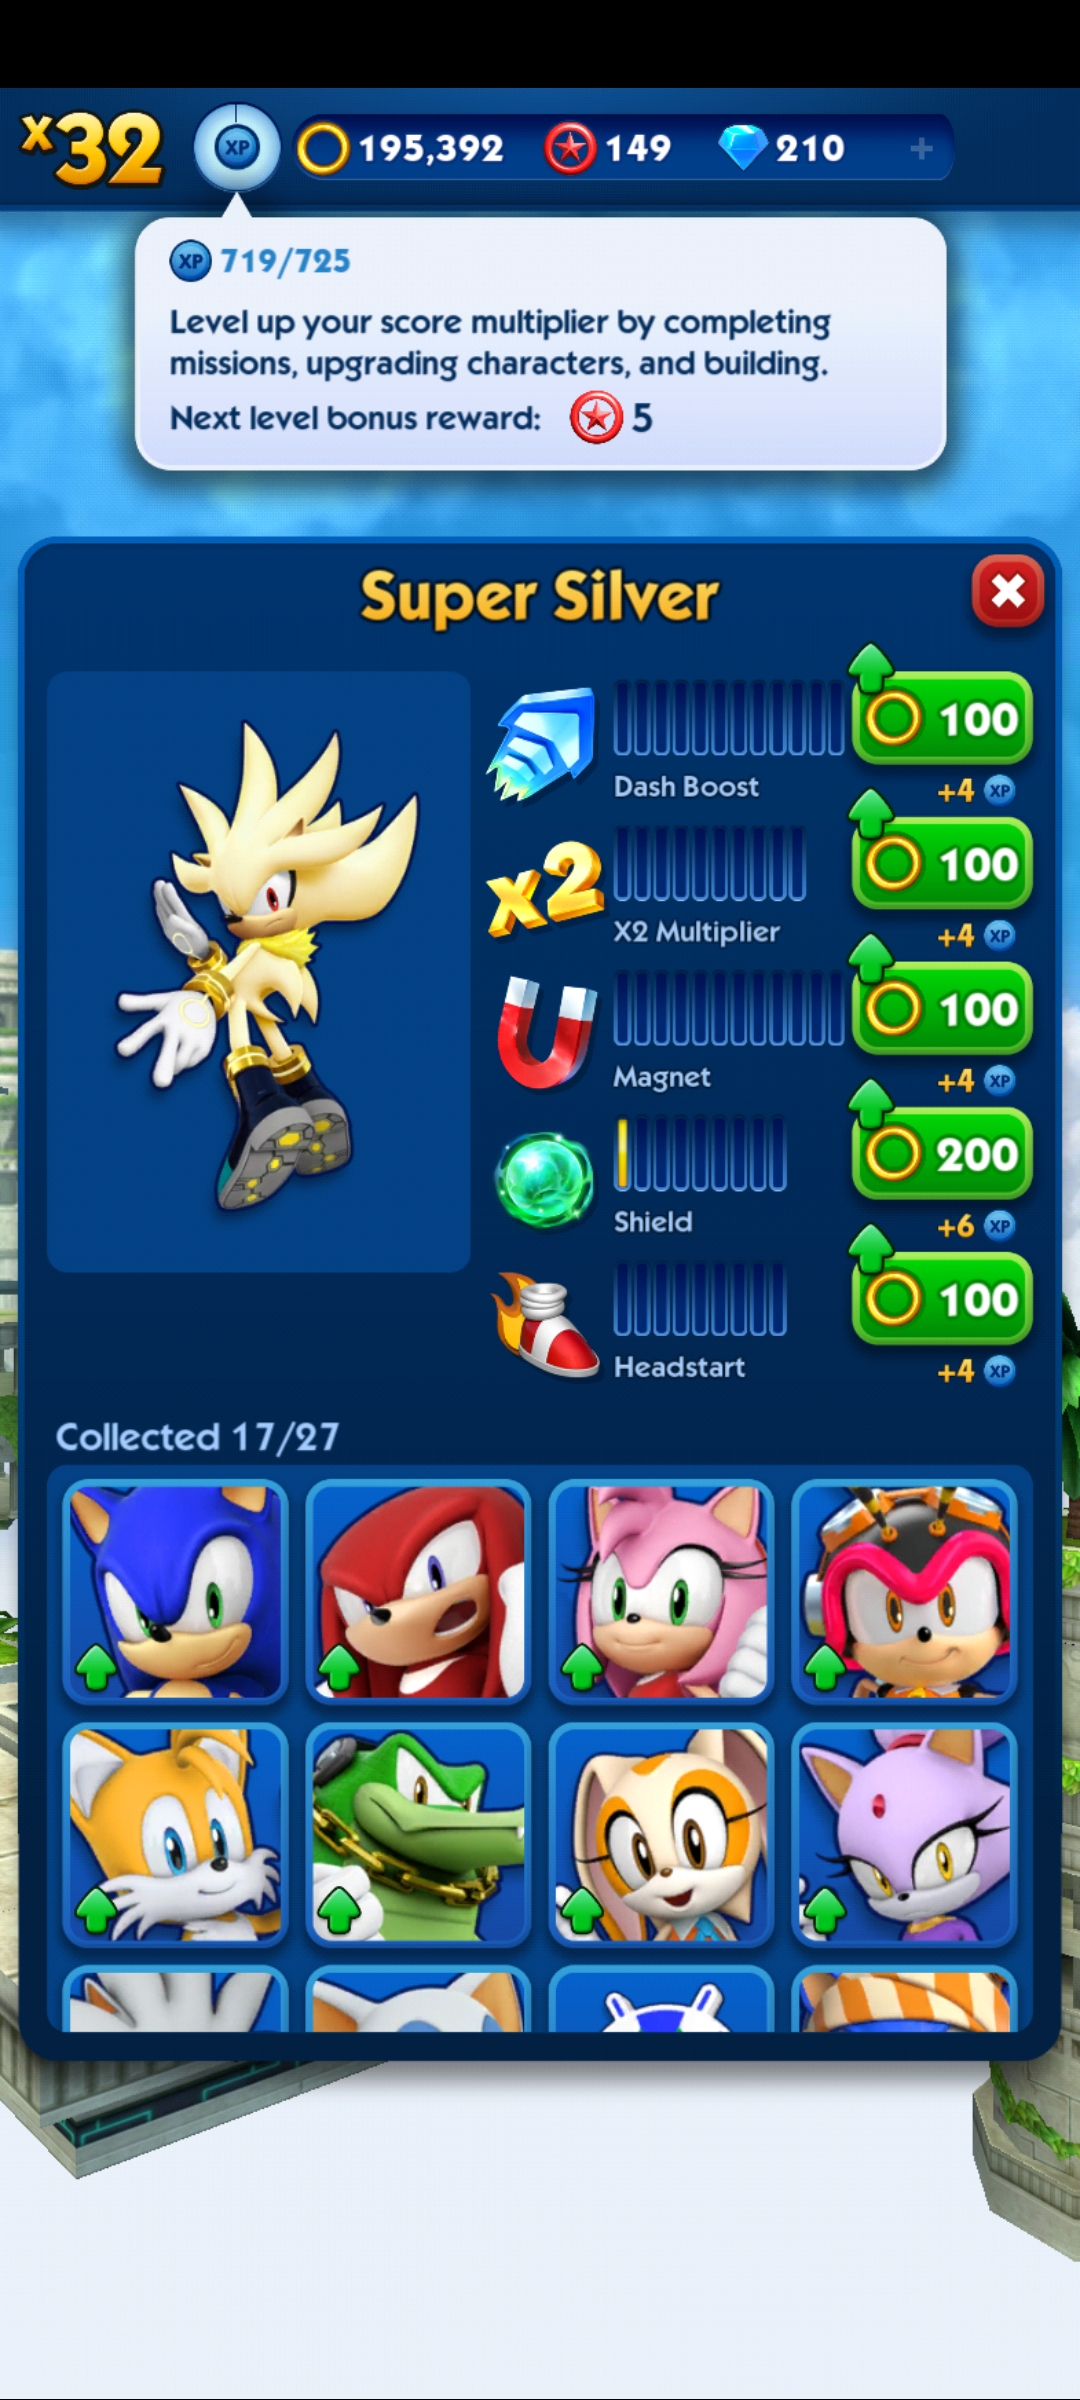 x32
XP
195,392
149
210
+
XP 719/725
Level up your score multiplier by completing
missions, upgrading characters, and building.
Next level bonus reward: 5
Super Silver
100
Dash Boost
+4 XP
x2
100
X2 Multiplier
+4 XP
100
Magnet
+4 XP
200
Shield
+6 XP
100
Headstart
+4 XP
Collected 17/27